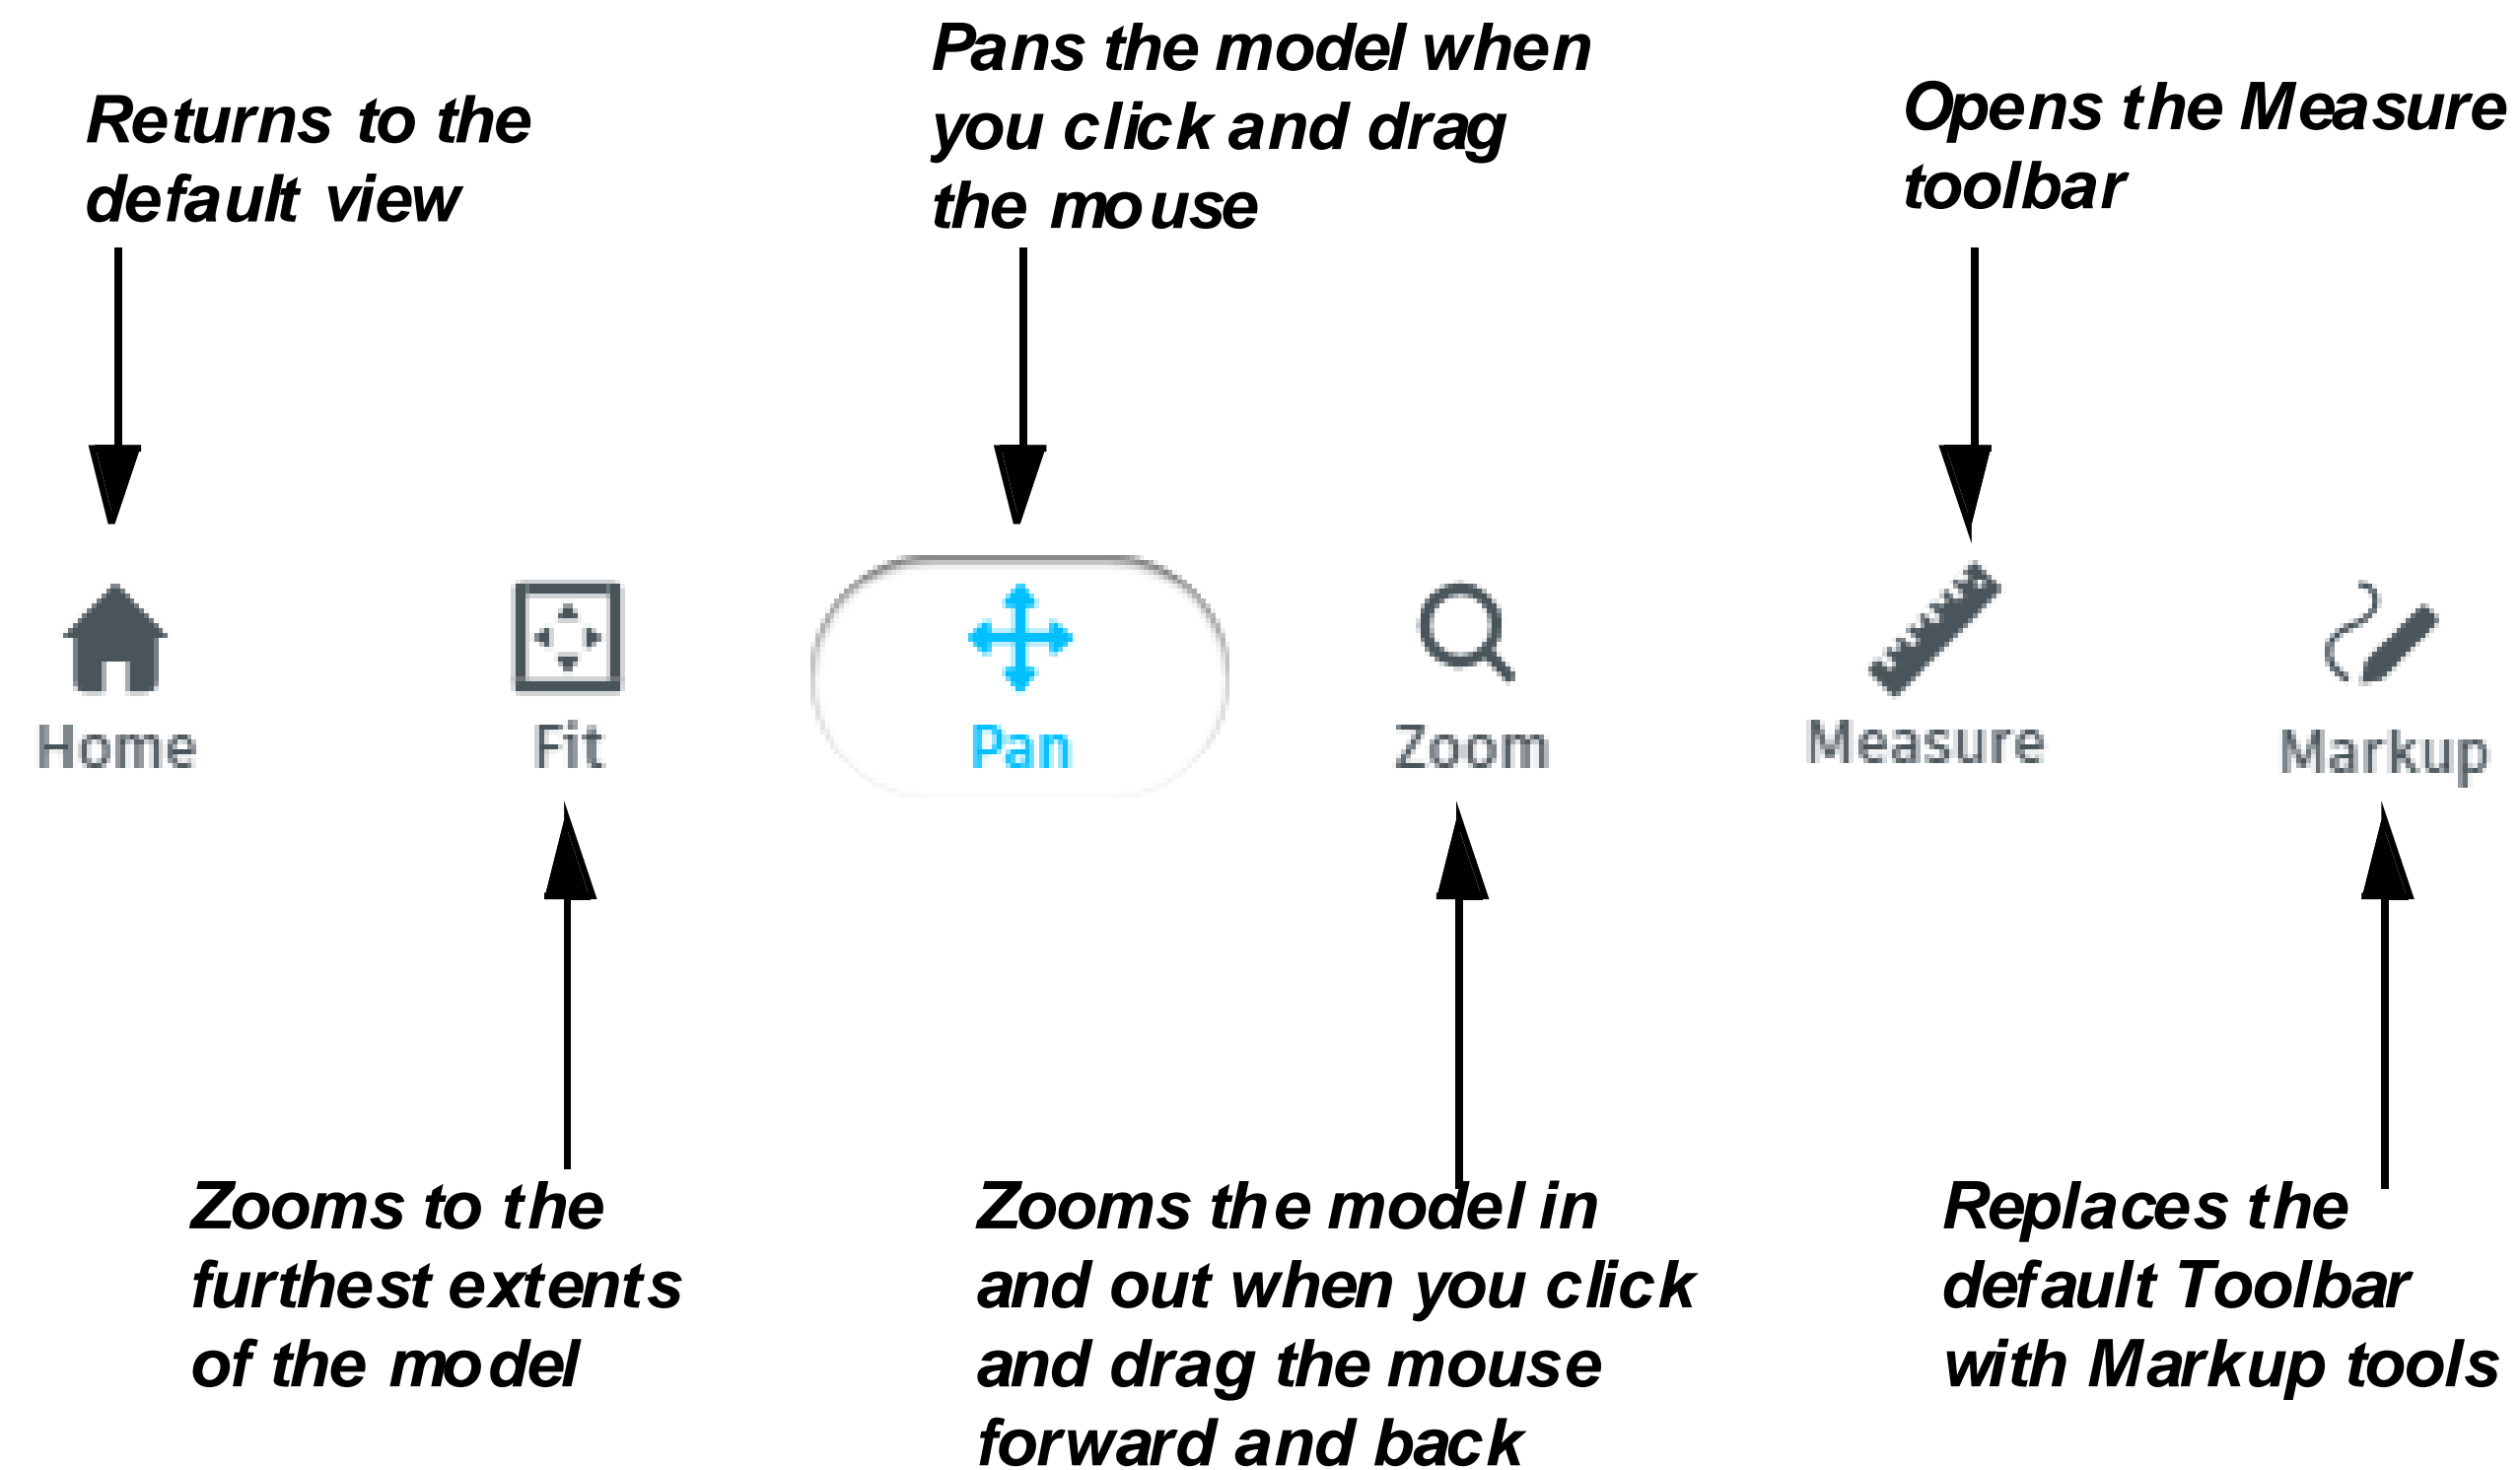 Pans the model when
you click and drag
the mouse
Returns to the
default view
Opens the Measure
toolbar
Home
Fit
Pan
Zoom
Measure
Markup
Zooms to the
furthest extents
of the model
Zooms the model in
and out when you click
and drag the mouse
forward and back
Replaces the
default Toolbar
with Markup tools